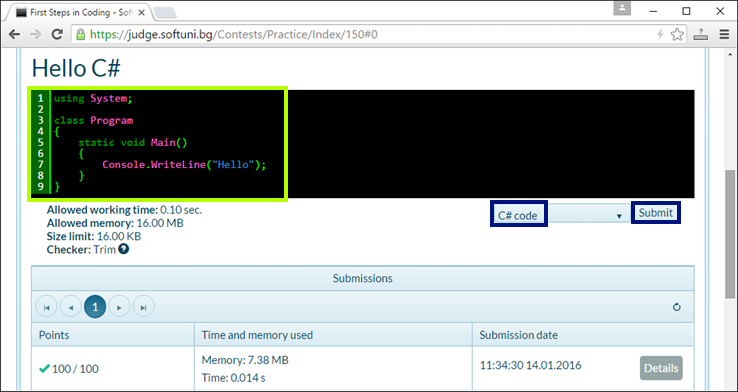 First Steps in Coding - Soft
https://judge.softuni.bg/Contests/Practice/Index/150#0
Hello C#
1 using System;
2
3 class Program
4 {
5 static void Main()
6 {
7 Console.WriteLine("Hello");
8 }
9 }
Allowed working time: 0.10 sec.
Allowed memory: 16.00 MB
Size limit: 16.00 KB
Checker: Trim ?
C# code
Submit
Submissions
1
Points Time and memory used Submission date
100 / 100
Memory: 7.38 MB
Time: 0.014 s
11:34:30 14.01.2016
Details